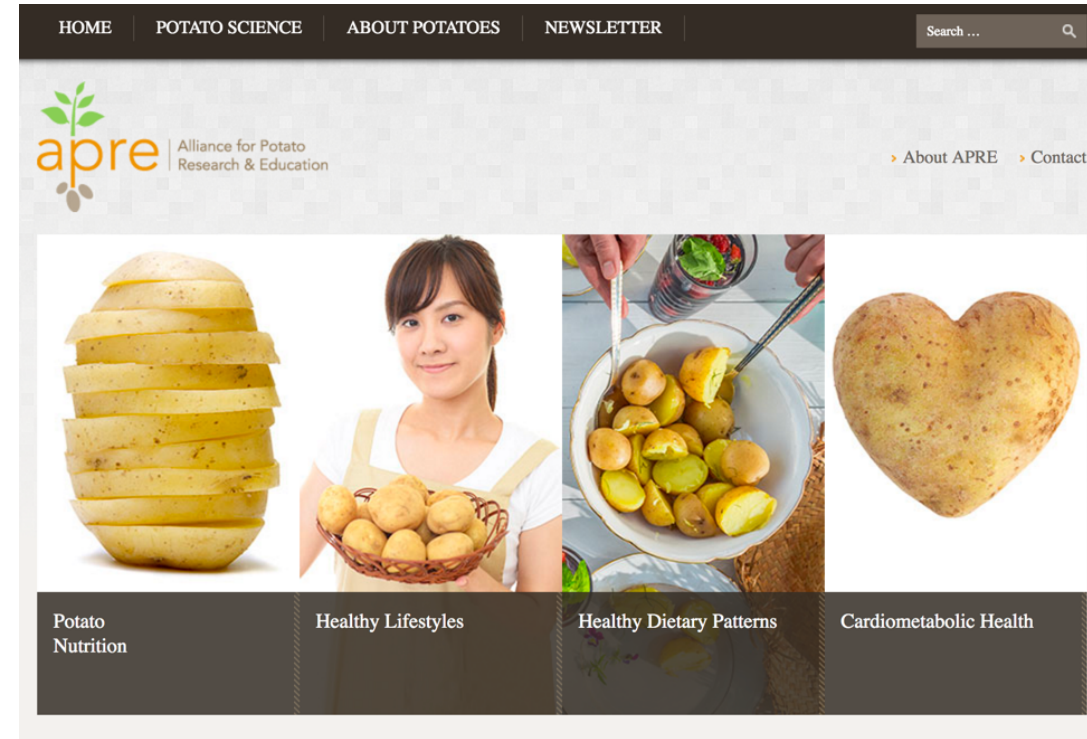 HOME POTATO SCIENCE ABOUT POTATOES NEWSLETTER Search ...
apre Alliance for Potato
Research & Education
About APRE Contact
Potato
Nutrition
Healthy Lifestyles
Healthy Dietary Patterns
Cardiometabolic Health